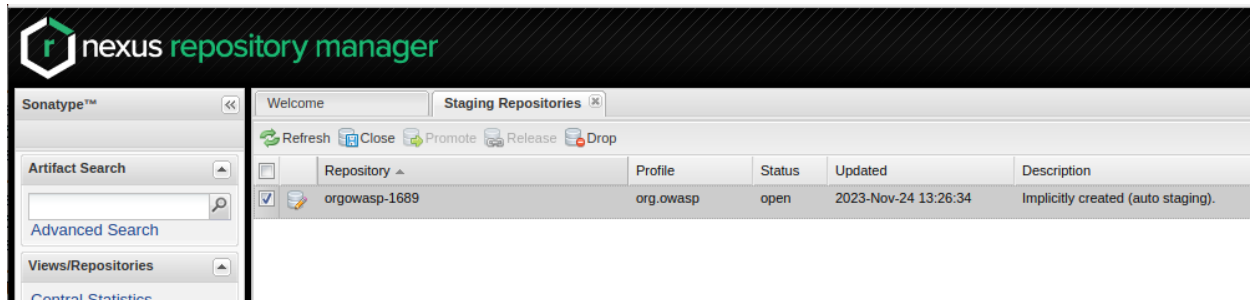 r nexus repository manager
Sonatype™
Welcome Staging Repositories
Refresh Close Promote Release Drop
Artifact Search
Repository Profile Status Updated Description
orgowasp-1689 org.owasp open 2023-Nov-24 13:26:34 Implicitly created (auto staging).
Advanced Search
Views/Repositories
Central Statistics